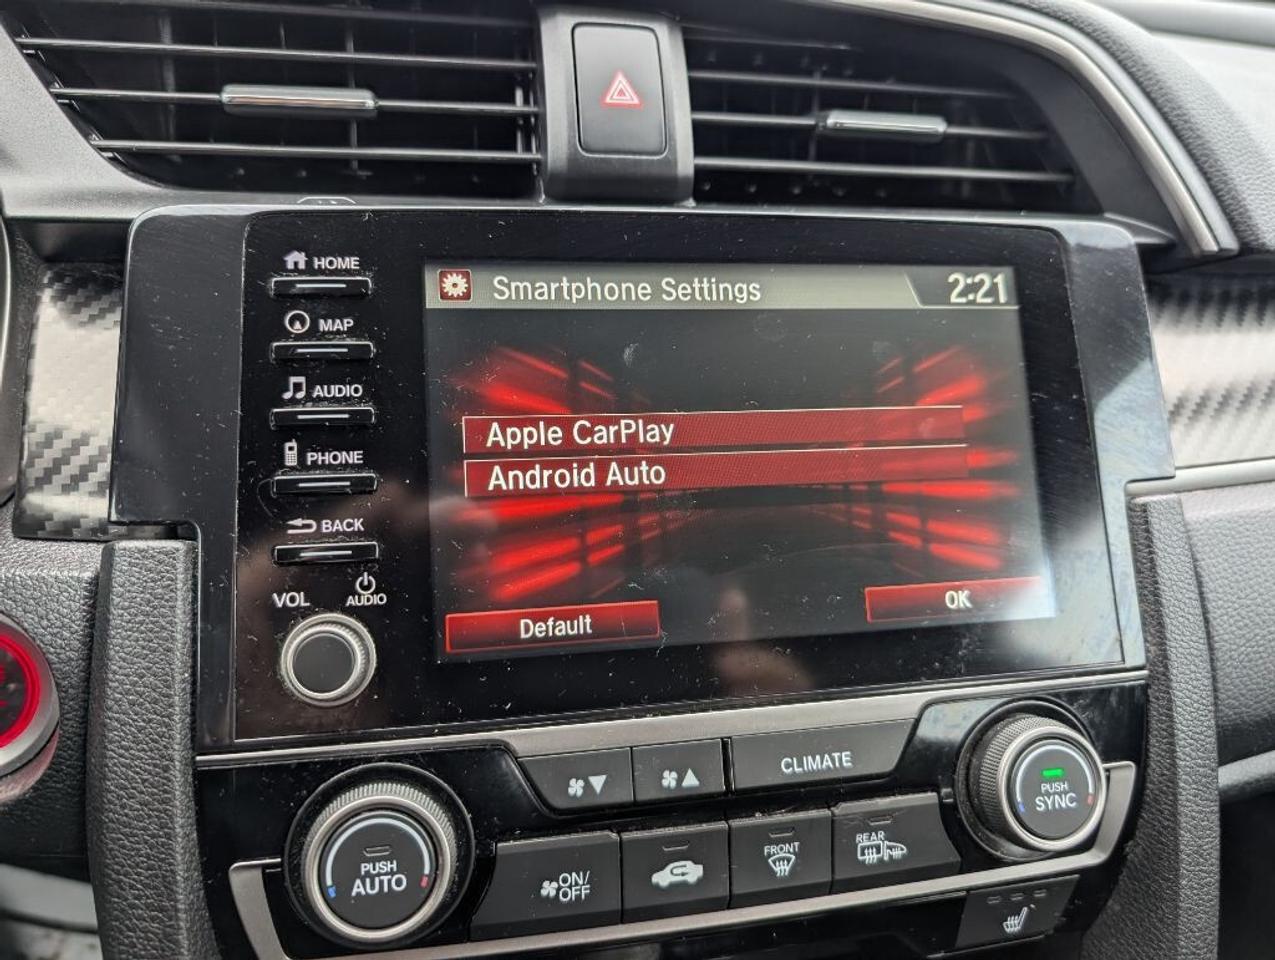 HOME
MAP
AUDIO
PHONE
BACK
VOL
AUDIO
Smartphone Settings
2:21
Apple CarPlay
Android Auto
Default
OK
CLIMATE
PUSH
AUTO
ON/
OFF
FRONT
REAR
PUSH
SYNC